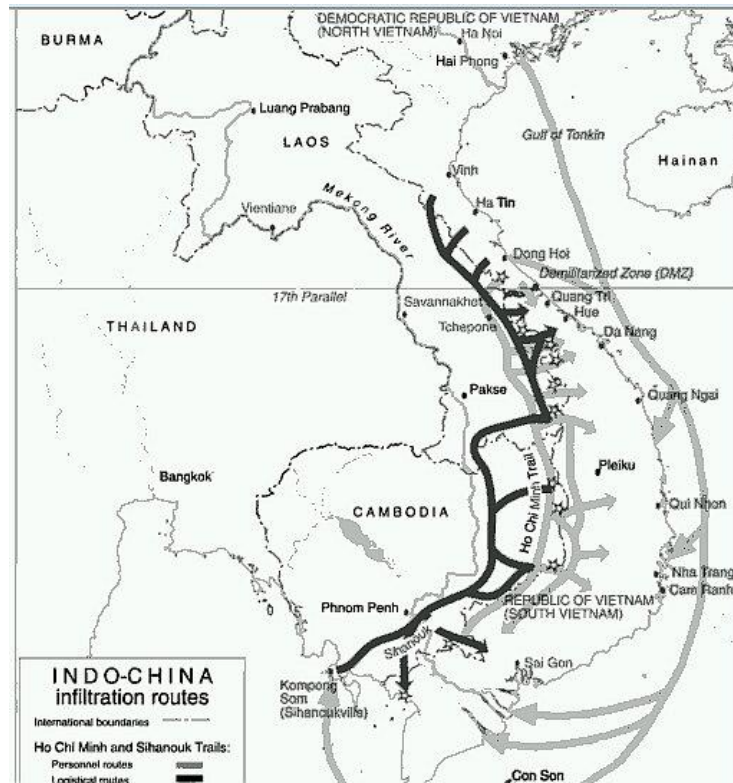 DEMOCRATIC REPUBLIC OF VIETNAM
(NORTH VIETNAM)
Ha Noi
BURMA
Hai Phong
Luang Prabang
Gulf of Tonkin
LAOS
Hainan
Vinh
Mekong River
Ha Tin
Vientiane
Dong Hoi
Demilitarized Zone (DMZ)
17th Parallel
Savannakhet
Quang Tri
Tchepone
Hue
THAILAND
Da Nang
Pakse
Quang Ngai
Ho Chi Minh Trail
Pleiku
Bangkok
CAMBODIA
Qui Nhon
Nha Trang
Cam Ranh
Phnom Penh
REPUBLIC OF VIETNAM
(SOUTH VIETNAM)
Sihanouk
Sai Gon
Kompong
Som
(Sihanoukville)
INDO-CHINA
infiltration routes
International boundaries
Ho Chi Minh and Sihanouk Trails:
Personnel routes
Logistical routes
Con Son